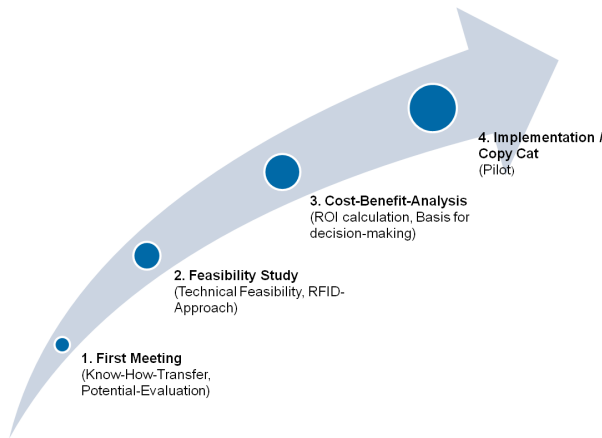 4. Implementation /
Copy Cat
(Pilot)
3. Cost-Benefit-Analysis
(ROI calculation, Basis for
decision-making)
2. Feasibility Study
(Technical Feasibility, RFID-
Approach)
1. First Meeting
(Know-How-Transfer,
Potential-Evaluation)